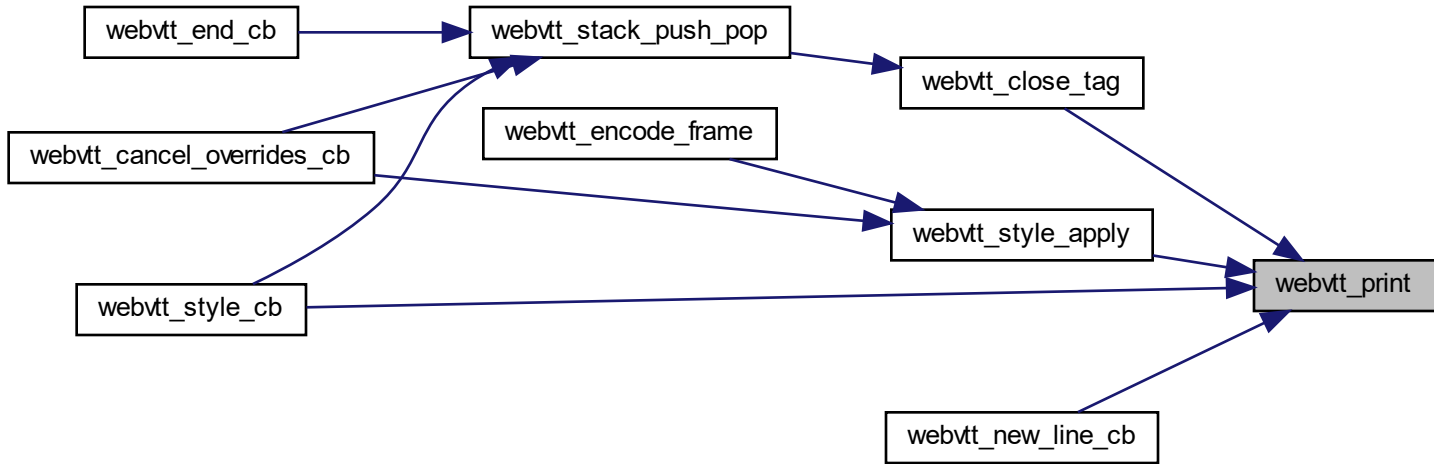 webvtt_end_cb
webvtt_stack_push_pop
webvtt_close_tag
webvtt_encode_frame
webvtt_cancel_overrides_cb
webvtt_style_apply
webvtt_print
webvtt_style_cb
webvtt_new_line_cb